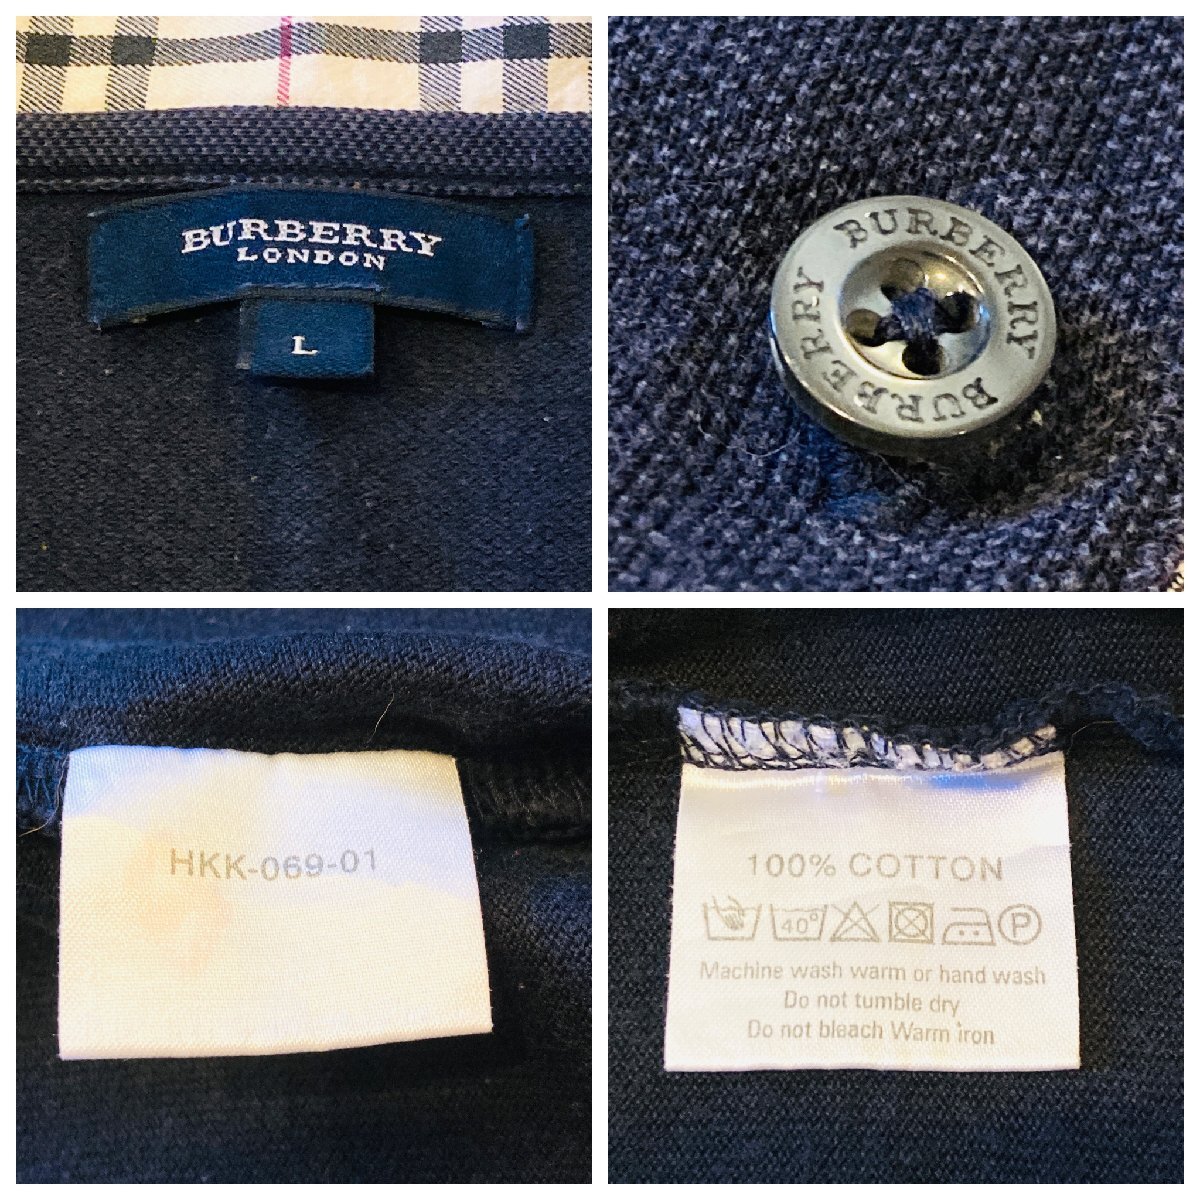 BURBERRY
LONDON
L
BURBERRY BURBERRY BURBERRY
HKK-069-01
100% COTTON
40°
P
Machine wash warm or hand wash
Do not tumble dry
Do not bleach Warm iron